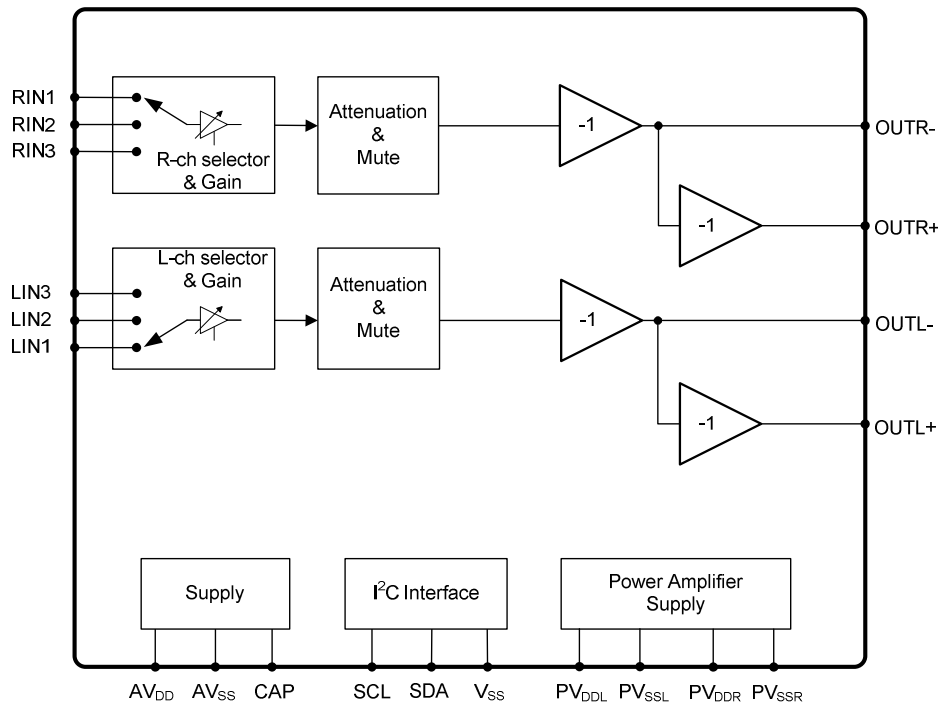 RIN1
RIN2
RIN3
R-ch selector
& Gain
Attenuation
&
Mute
-1
OUTR-
-1
OUTR+
L-ch selector
& Gain
LIN3
LIN2
LIN1
Attenuation
&
Mute
-1
OUTL-
-1
OUTL+
Supply
I²C Interface
Power Amplifier
Supply
AVDD
AVSS
CAP
SCL
SDA
VSS
PVDDL
PVSSL
PVDDR
PVSSR